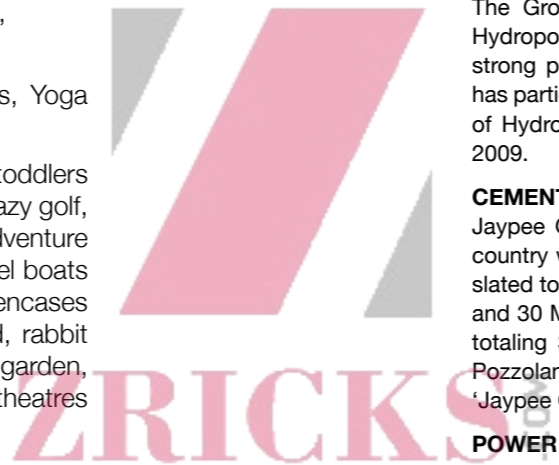 s, Yoga
toddlers
azy golf,
dventure
el boats
encases
d, rabbit
garden,
theatres
The Gro
Hydropo
strong p
has parti
of Hydro
2009.
CEMENT
Jaypee
country
slated to
and 30 M
totaling
Pozzolan
‘Jaypee
POWER
ZRICKS